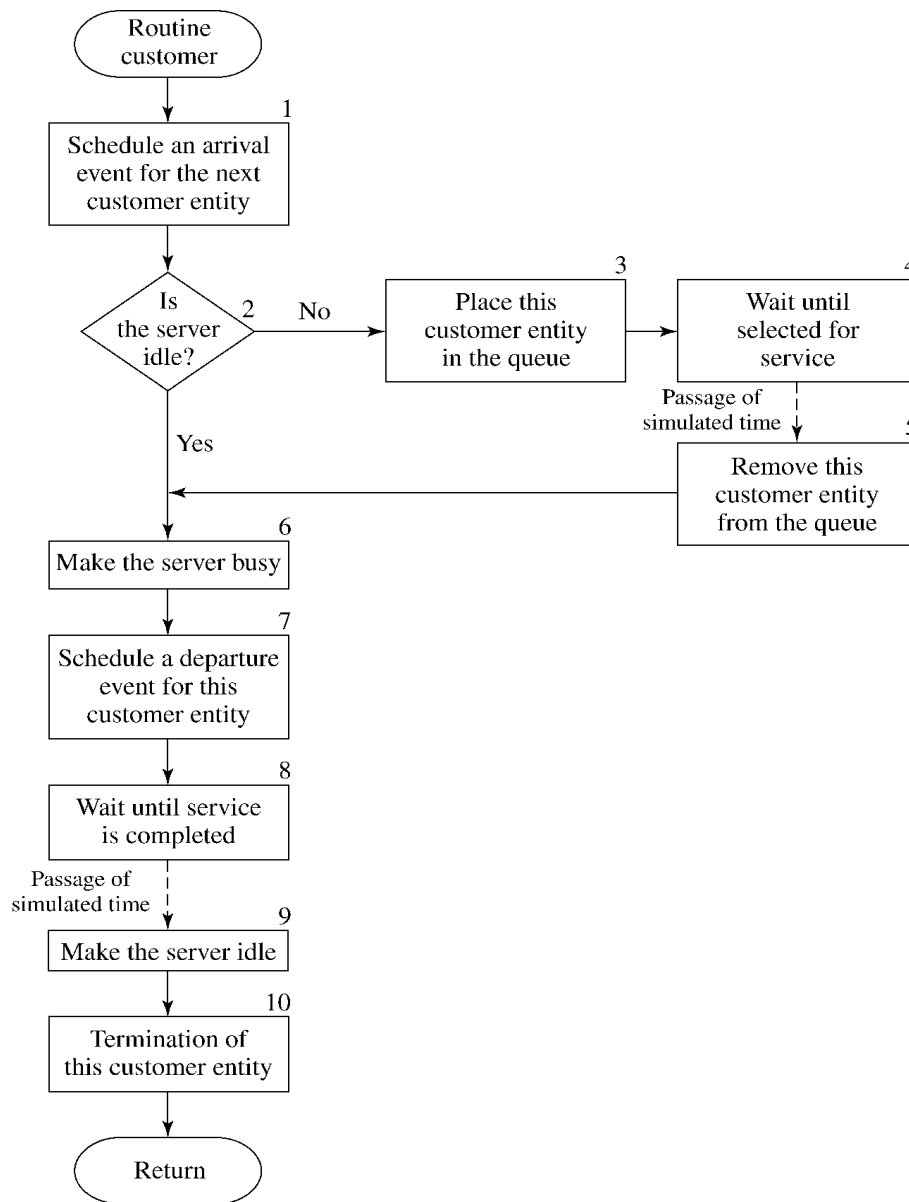 Routine
customer
1
Schedule an arrival
event for the next
customer entity
Is
the server
idle?
2
No
3
Place this
customer entity
in the queue
4
Wait until
selected for
service
Passage of
simulated time
5
Remove this
customer entity
from the queue
Yes
6
Make the server busy
7
Schedule a departure
event for this
customer entity
8
Wait until service
is completed
Passage of
simulated time
9
Make the server idle
10
Termination of
this customer entity
Return